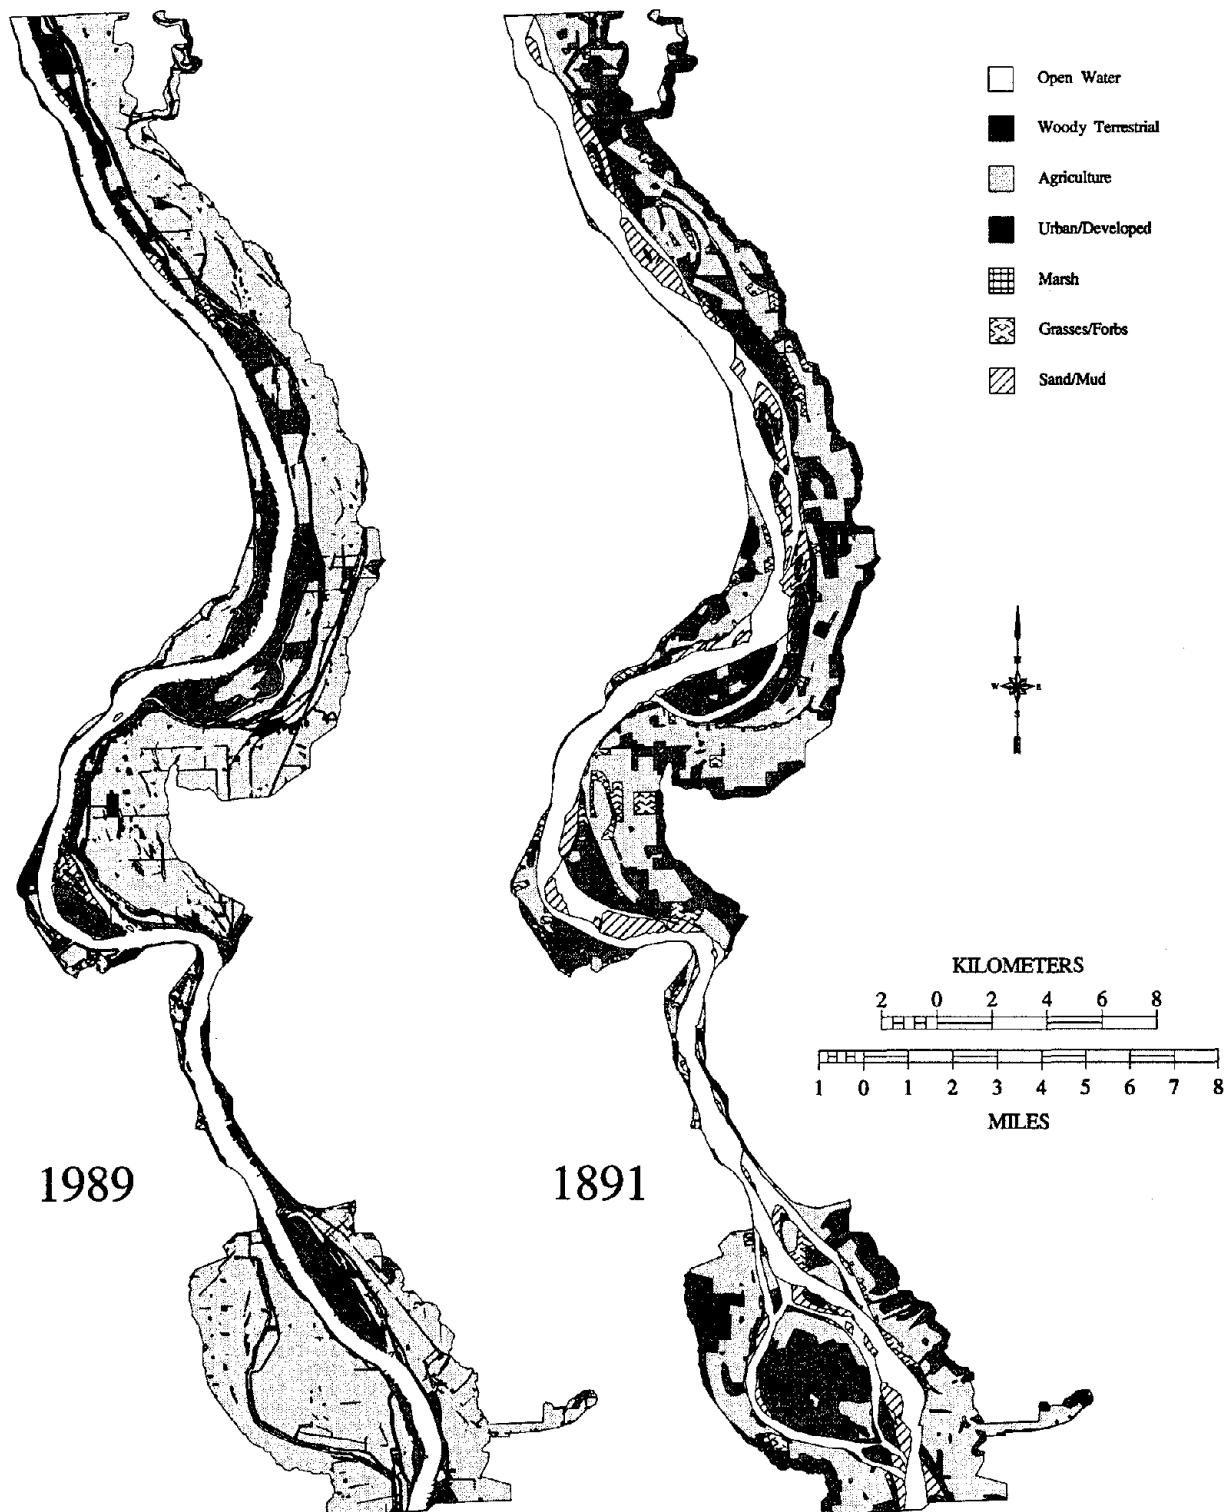 Open Water
Woody Terrestrial
Agriculture
Urban/Developed
Marsh
Grasses/Forbs
Sand/Mud
W
E
S
KILOMETERS
2 0 2 4 6 8
1 0 1 2 3 4 5 6 7 8
MILES
1989
1891